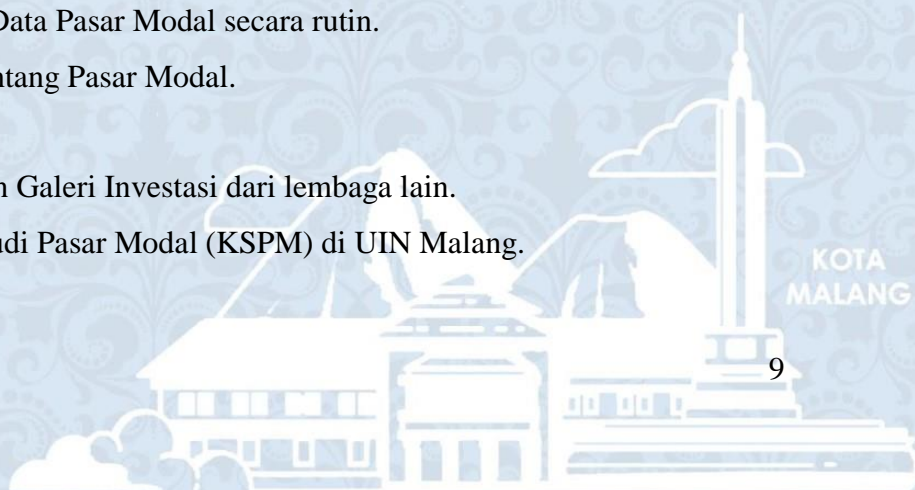 Data Pasar Modal secara rutin.
ntang Pasar Modal.
n Galeri Investasi dari lembaga lain.
udi Pasar Modal (KSPM) di UIN Malang.
KOTA
MALANG
9